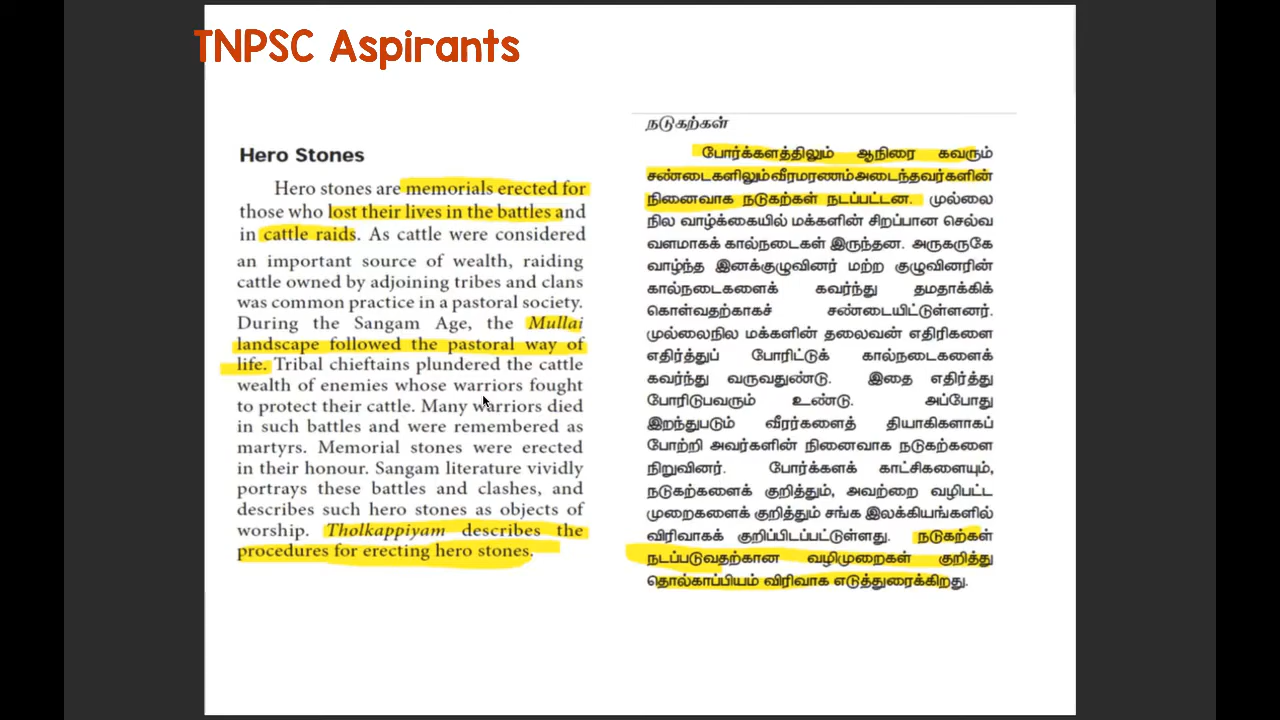 TNPSC Aspirants
Hero Stones
Hero stones are memorials erected for
those who lost their lives in the battles and
in cattle raids. As cattle were considered
an important source of wealth, raiding
cattle owned by adjoining tribes and clans
was common practice in a pastoral society.
During the Sangam Age, the Mullai
landscape followed the pastoral way of
life. Tribal chieftains plundered the cattle
wealth of enemies whose warriors fought
to protect their cattle. Many warriors died
in such battles and were remembered as
martyrs. Memorial stones were erected
in their honour. Sangam literature vividly
portrays these battles and clashes, and
describes such hero stones as objects of
worship. Tholkappiyam describes the
procedures for erecting hero stones.
நடுகற்கள்
போர்க்களத்திலும் ஆநிரை கவரும்
சண்டைகளிலும்வீரமரணம்அடைந்தவர்களின்
நினைவாக நடுகற்கள் நடப்பட்டன. முல்லை
நில வாழ்க்கையில் மக்களின் சிறப்பான செல்வ
வளமாகக் கால்நடைகள் இருந்தன. அருகருகே
வாழ்ந்த இனக்குழுவினர் மற்ற குழுவினரின்
கால்நடைகளைக் கவர்ந்து தமதாக்கிக்
கொள்வதற்காகச் சண்டையிட்டுள்ளனர்.
முல்லைநில மக்களின் தலைவன் எதிரிகளை
எதிர்த்துப் போரிட்டுக் கால்நடைகளைக்
கவர்ந்து வருவதுண்டு. இதை எதிர்த்து
போரிடுபவரும் உண்டு. அப்போது
இறந்துபடும் வீரர்களைத் தியாகிகளாகப்
போற்றி அவர்களின் நினைவாக நடுகற்களை
நிறுவினர். போர்க்களக் காட்சிகளையும்,
நடுகற்களைக் குறித்தும், அவற்றை வழிபட்ட
முறைகளைக் குறித்தும் சங்க இலக்கியங்களில்
விரிவாகக் குறிப்பிடப்பட்டுள்ளது. நடுகற்கள்
நடப்படுவதற்கான வழிமுறைகள் குறித்து
தொல்காப்பியம் விரிவாக எடுத்துரைக்கிறது.